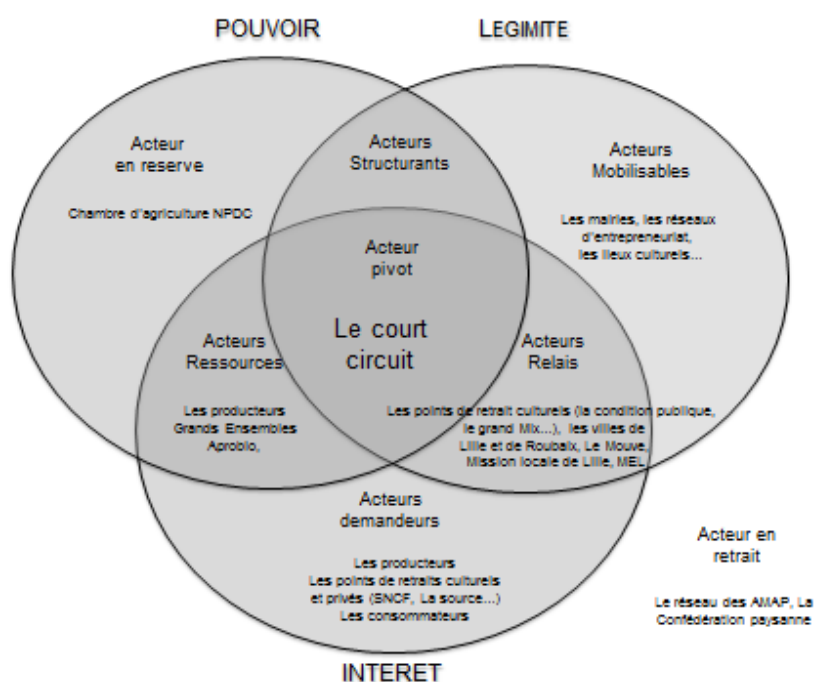 POUVOIR
LEGIMITE
Acteur
en reserve
Chambre d'agriculture NPDC
Acteurs
Structurants
Acteurs
Mobilisables
Les mairies, les réseaux
d'entrepreneuriat,
les lieux culturels...
Acteur
pivot
Le court
circuit
Acteurs
Ressources
Les producteurs
Grands Ensembles
Aprobio,
Acteurs
Relais
Les points de retrait culturels (la condition publique,
le grand Mix...), les villes de
Lille et de Roubaix, Le Mouve,
Mission locale de Lille, MEL
Acteurs
demandeurs
Les producteurs
Les points de retraits culturels
et privés (SNCF, La source...)
Les consommateurs
Acteur en
retrait
Le réseau des AMAP, La
Confédération paysanne
INTERET